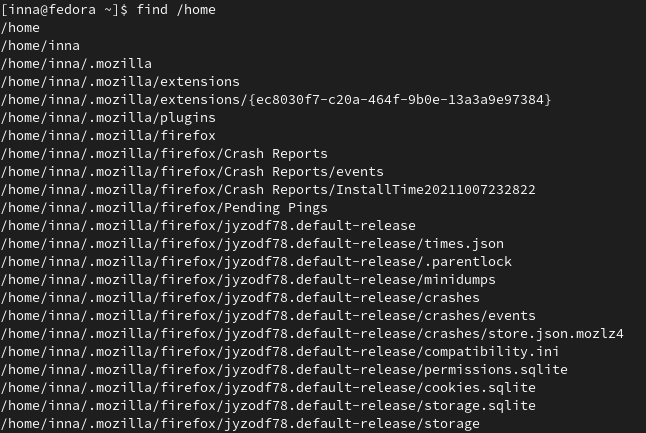 [inna@fedora ~]$ find /home
/home
/home/inna
/home/inna/.mozilla
/home/inna/.mozilla/extensions
/home/inna/.mozilla/extensions/{ec8030f7-c20a-464f-9b0e-13a3a9e97384}
/home/inna/.mozilla/plugins
/home/inna/.mozilla/firefox
/home/inna/.mozilla/firefox/Crash Reports
/home/inna/.mozilla/firefox/Crash Reports/events
/home/inna/.mozilla/firefox/Crash Reports/InstallTime20211007232822
/home/inna/.mozilla/firefox/Pending Pings
/home/inna/.mozilla/firefox/jyzodf78.default-release
/home/inna/.mozilla/firefox/jyzodf78.default-release/times.json
/home/inna/.mozilla/firefox/jyzodf78.default-release/.parentlock
/home/inna/.mozilla/firefox/jyzodf78.default-release/minidumps
/home/inna/.mozilla/firefox/jyzodf78.default-release/crashes
/home/inna/.mozilla/firefox/jyzodf78.default-release/crashes/events
/home/inna/.mozilla/firefox/jyzodf78.default-release/crashes/store.json.mozlz4
/home/inna/.mozilla/firefox/jyzodf78.default-release/compatibility.ini
/home/inna/.mozilla/firefox/jyzodf78.default-release/permissions.sqlite
/home/inna/.mozilla/firefox/jyzodf78.default-release/cookies.sqlite
/home/inna/.mozilla/firefox/jyzodf78.default-release/storage.sqlite
/home/inna/.mozilla/firefox/jyzodf78.default-release/storage